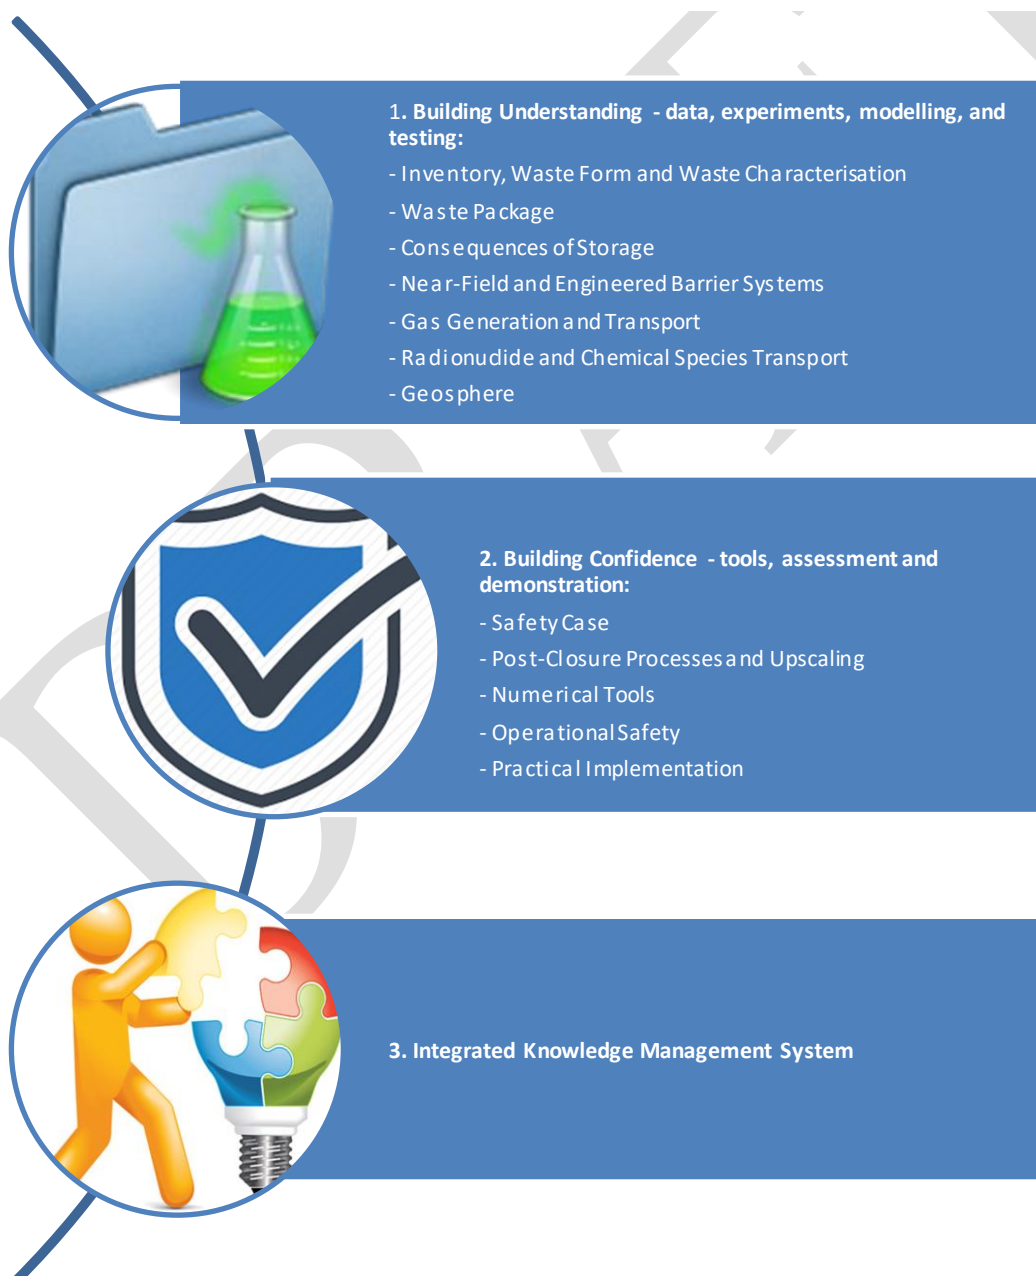 1. Building Understanding - data, experiments, modelling, and
testing:
- Inventory, Waste Form and Waste Characterisation
- Waste Package
- Consequences of Storage
- Near-Field and Engineered Barrier Systems
- Gas Generation and Transport
- Radionuclide and Chemical Species Transport
- Geosphere
2. Building Confidence - tools, assessment and
demonstration:
- Safety Case
- Post-Closure Processes and Upscaling
- Numerical Tools
- Operational Safety
- Practical Implementation
3. Integrated Knowledge Management System